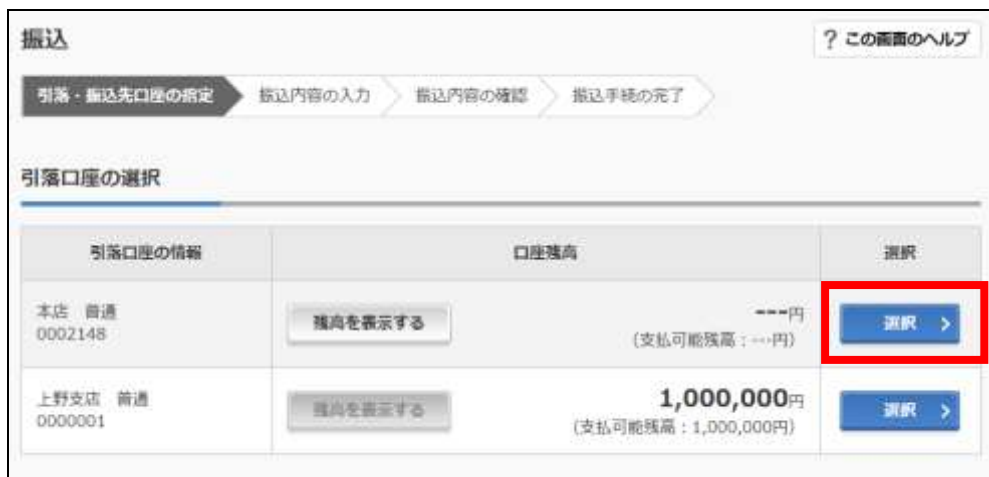 振込
? この画面のヘルプ
引落・振込先口座の指定
振込内容の入力
振込内容の確認
振込手続の完了
引落口座の選択
引落口座の情報
口座残高
選択
本店 普通
0002148
残高を表示する
---円
(支払可能残高:---円)
選択 >
上野支店 普通
0000001
残高を表示する
1,000,000円
(支払可能残高:1,000,000円)
選択 >